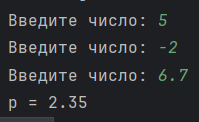 Введите число: 5
Введите число: -2
Введите число: 6.7
p = 2.35